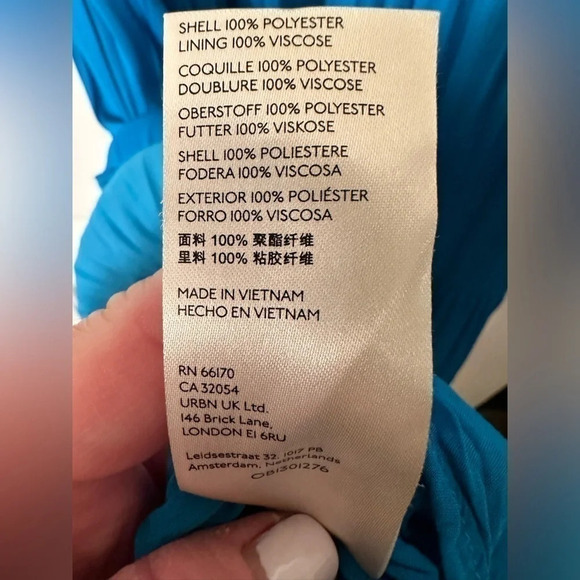 SHELL 100% POLYESTER
LINING 100% VISCOSE
COQUILLE 100% POLYESTER
DOUBLURE 100% VISCOSE
OBERSTOFF 100% POLYESTER
FUTTER 100% VISKOSE
SHELL 100% POLIESTERE
FODERA 100% VISCOSA
EXTERIOR 100% POLIÉSTER
FORRO 100% VISCOSA
面料 100% 聚酯纤维
里料 100% 粘胶纤维
MADE IN VIETNAM
HECHO EN VIETNAM
RN 66170
CA 32054
URBN UK Ltd.
146 Brick Lane,
LONDON E1 6RU
Leidsestraat 32, 1017 PB
Amsterdam, Netherlands
OB1301276